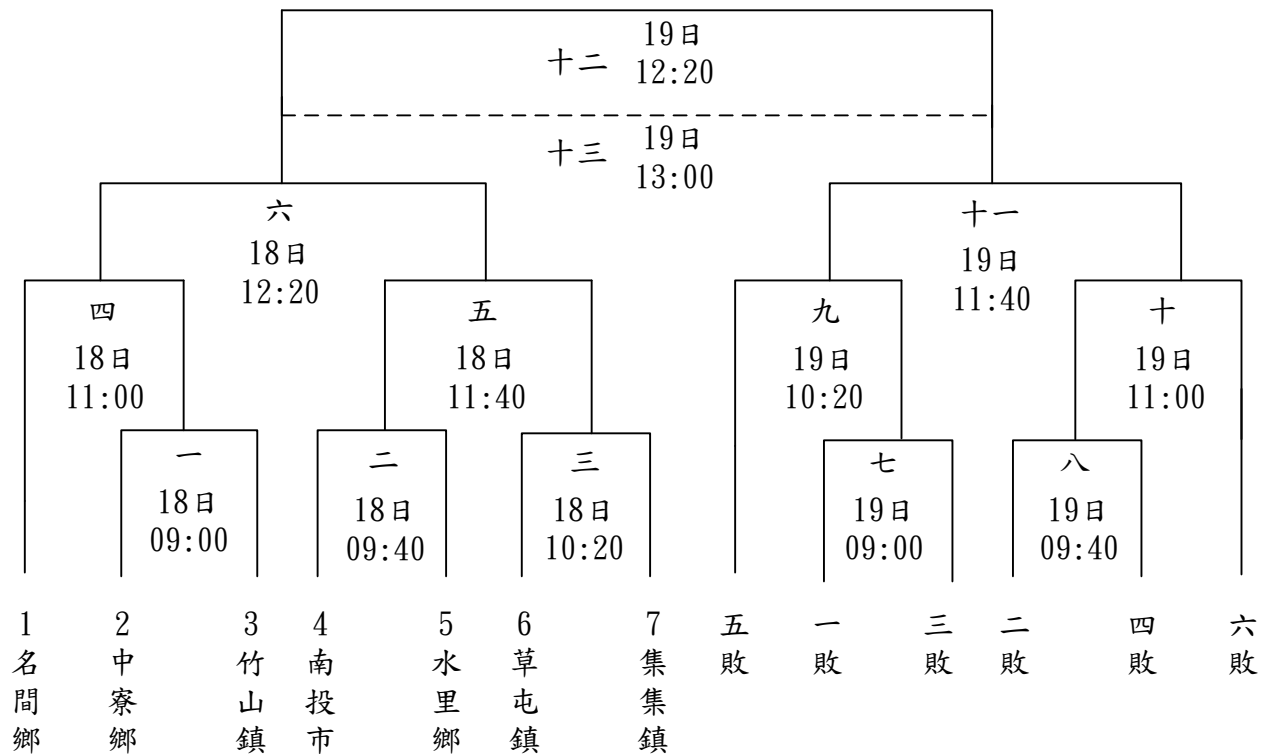 十二
19日
12:20
十三
19日
13:00
六
18日
12:20
十一
19日
11:40
四
18日
11:00
五
18日
11:40
九
19日
10:20
十
19日
11:00
一
18日
09:00
二
18日
09:40
三
18日
10:20
七
19日
09:00
八
19日
09:40
1名間鄉
2中寮鄉
3竹山鎮
4南投市
5水里鄉
6草屯鎮
7集集鎮
五敗
一敗
三敗
二敗
四敗
六敗